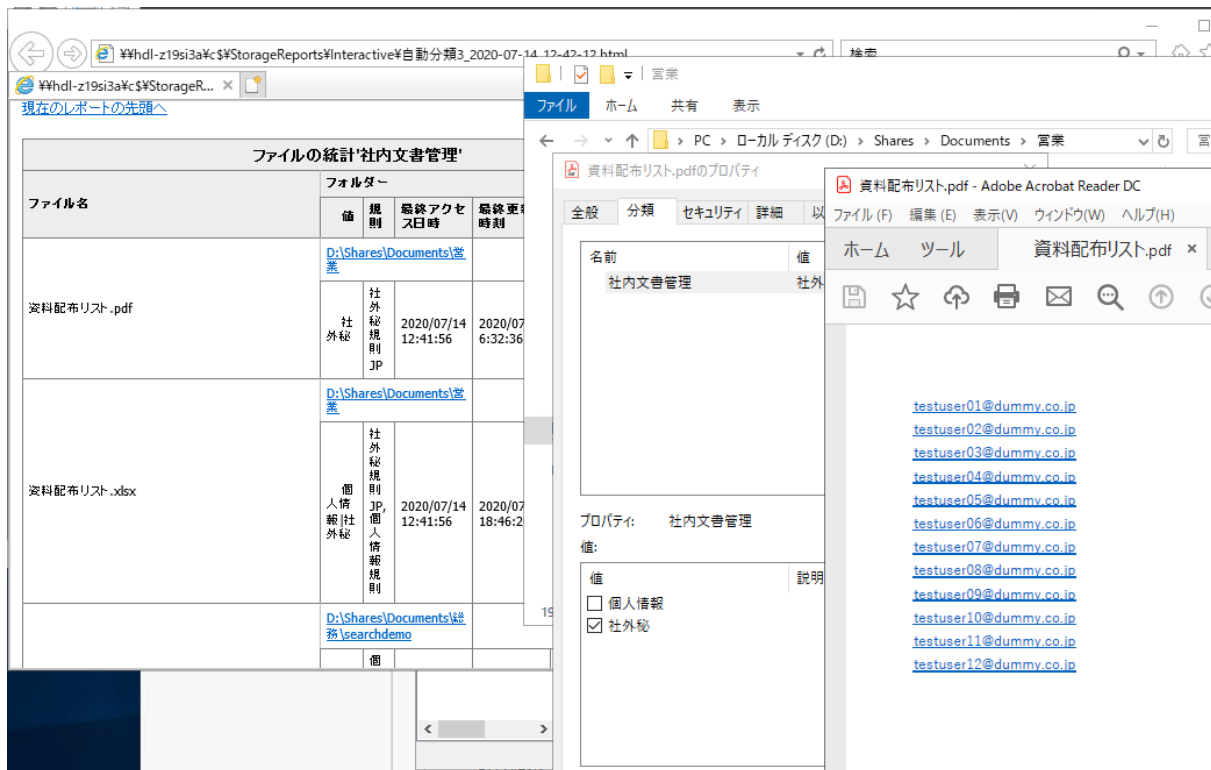 ¥¥hdl-z19si3a¥c$¥StorageReports¥Interactive¥自動分類3_2020-07-14_12-42-12.html
検索
¥¥hdl-z19si3a¥c$¥StorageR...
現在のレポートの先頭へ
ファイルの統計'社内文書管理'
ファイル名
フォルダー
値
規則
最終アクセス日時
最終更
時刻
資料配布リスト.pdf
D:\Shares\Documents\営業
社外秘
社外秘規則JP
2020/07/14
12:41:56
2020/07
6:32:36
資料配布リスト.xlsx
D:\Shares\Documents\営業
個人情報|社外秘
社外秘規則JP,個人情報規則
2020/07/14
12:41:56
2020/07
18:46:2
D:\Shares\Documents\総務\searchdemo
個
営業
ファイル
ホーム
共有
表示
PC > ローカル ディスク (D:) > Shares > Documents > 営業
営
資料配布リスト.pdfのプロパティ
全般
分類
セキュリティ
詳細
以
名前
値
社内文書管理
社外
プロパティ: 社内文書管理
値:
値
説明
個人情報
社外秘
19
資料配布リスト.pdf - Adobe Acrobat Reader DC
ファイル(F) 編集(E) 表示(V) ウィンドウ(W) ヘルプ(H)
ホーム
ツール
資料配布リスト.pdf ×
testuser01@dummy.co.jp
testuser02@dummy.co.jp
testuser03@dummy.co.jp
testuser04@dummy.co.jp
testuser05@dummy.co.jp
testuser06@dummy.co.jp
testuser07@dummy.co.jp
testuser08@dummy.co.jp
testuser09@dummy.co.jp
testuser10@dummy.co.jp
testuser11@dummy.co.jp
testuser12@dummy.co.jp